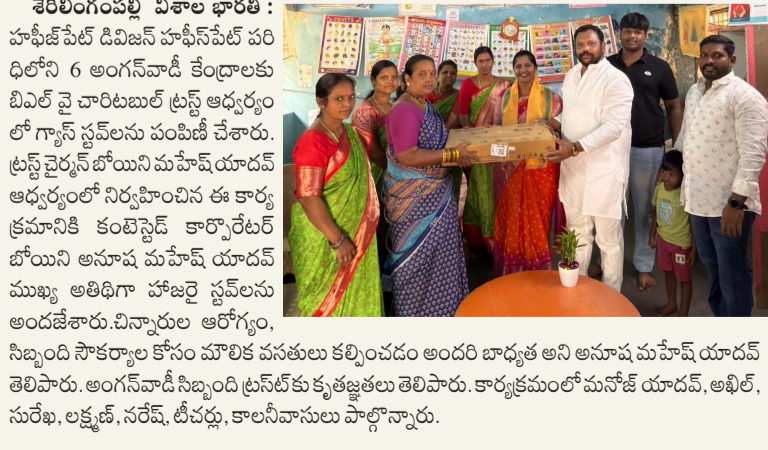 శేరిలింగంపల్లి విశాల భారతి :
హఫీజ్‌పేట్ డివిజన్ హఫీస్‌పేట్ పరి
ధిలోని 6 అంగన్‌వాడీ కేంద్రాలకు
బిఎల్ వై చారిటబుల్ ట్రస్ట్ ఆధ్వర్యం
లో గ్యాస్ స్టవ్‌లను పంపిణీ చేశారు.
ట్రస్ట్ చైర్మన్ బోయిని మహేష్ యాదవ్
ఆధ్వర్యంలో నిర్వహించిన ఈ కార్య
క్రమానికి కంటెస్టెడ్ కార్పొరేటర్
బోయిని అనూష మహేష్ యాదవ్
ముఖ్య అతిథిగా హాజరై స్టవ్‌లను
అందజేశారు.చిన్నారుల ఆరోగ్యం,
సిబ్బంది సౌకర్యాల కోసం మౌలిక వసతులు కల్పించడం అందరి బాధ్యత అని అనూష మహేష్ యాదవ్
తెలిపారు. అంగన్‌వాడీ సిబ్బంది ట్రస్ట్‌కు కృతజ్ఞతలు తెలిపారు. కార్యక్రమంలో మనోజ్ యాదవ్, అఖిల్,
సురేఖ, లక్ష్మణ్, నరేష్, టీచర్లు, కాలనీవాసులు పాల్గొన్నారు.